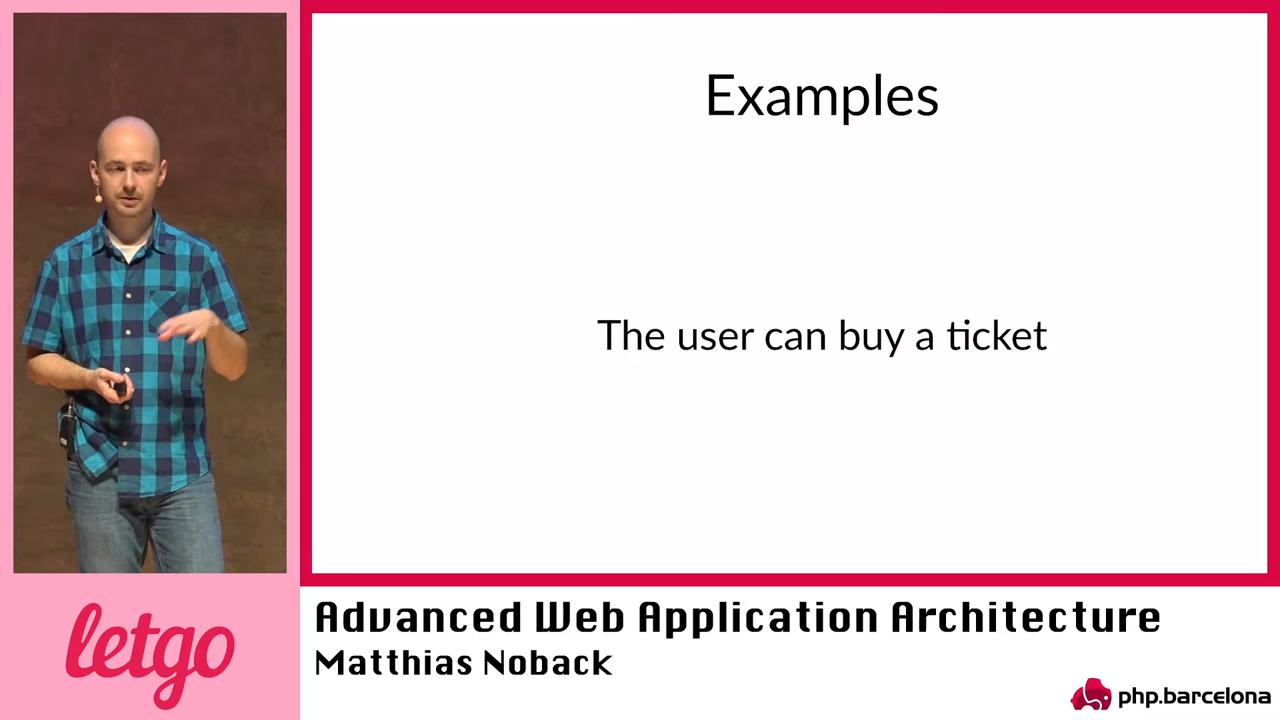 Examples
The user can buy a ticket
letgo
Advanced Web Application Architecture
Matthias Noback
php.barcelona